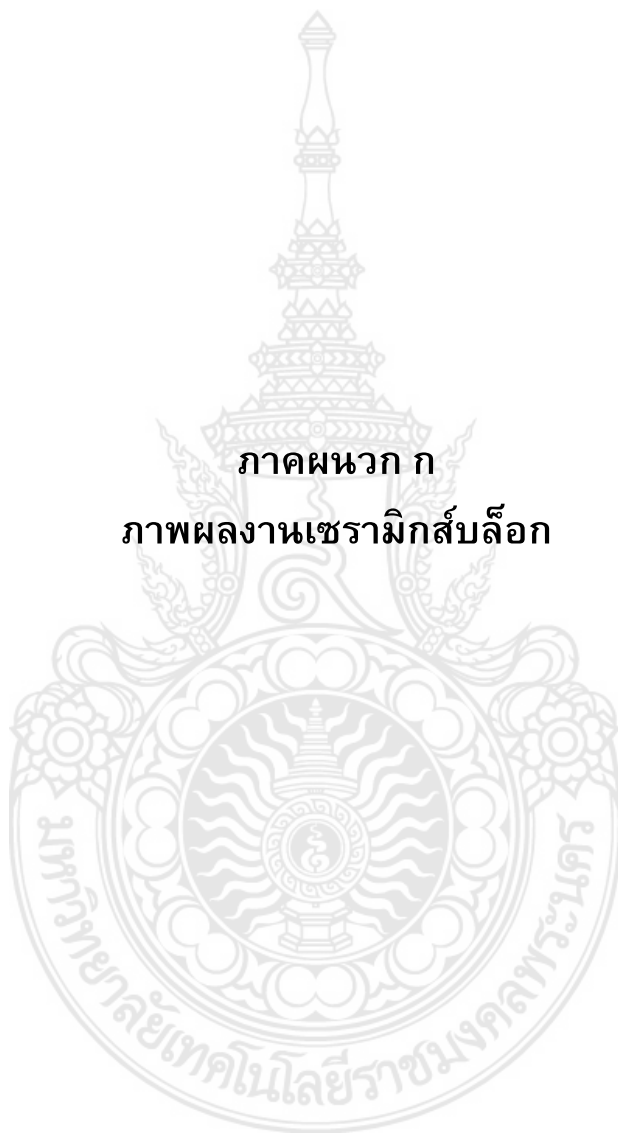 ภาคผนวก ก
ภาพผลงานเซรามิกส์บล็อก
มหาวิทยาลัยเทคโนโลยีราชมงคลพระนคร